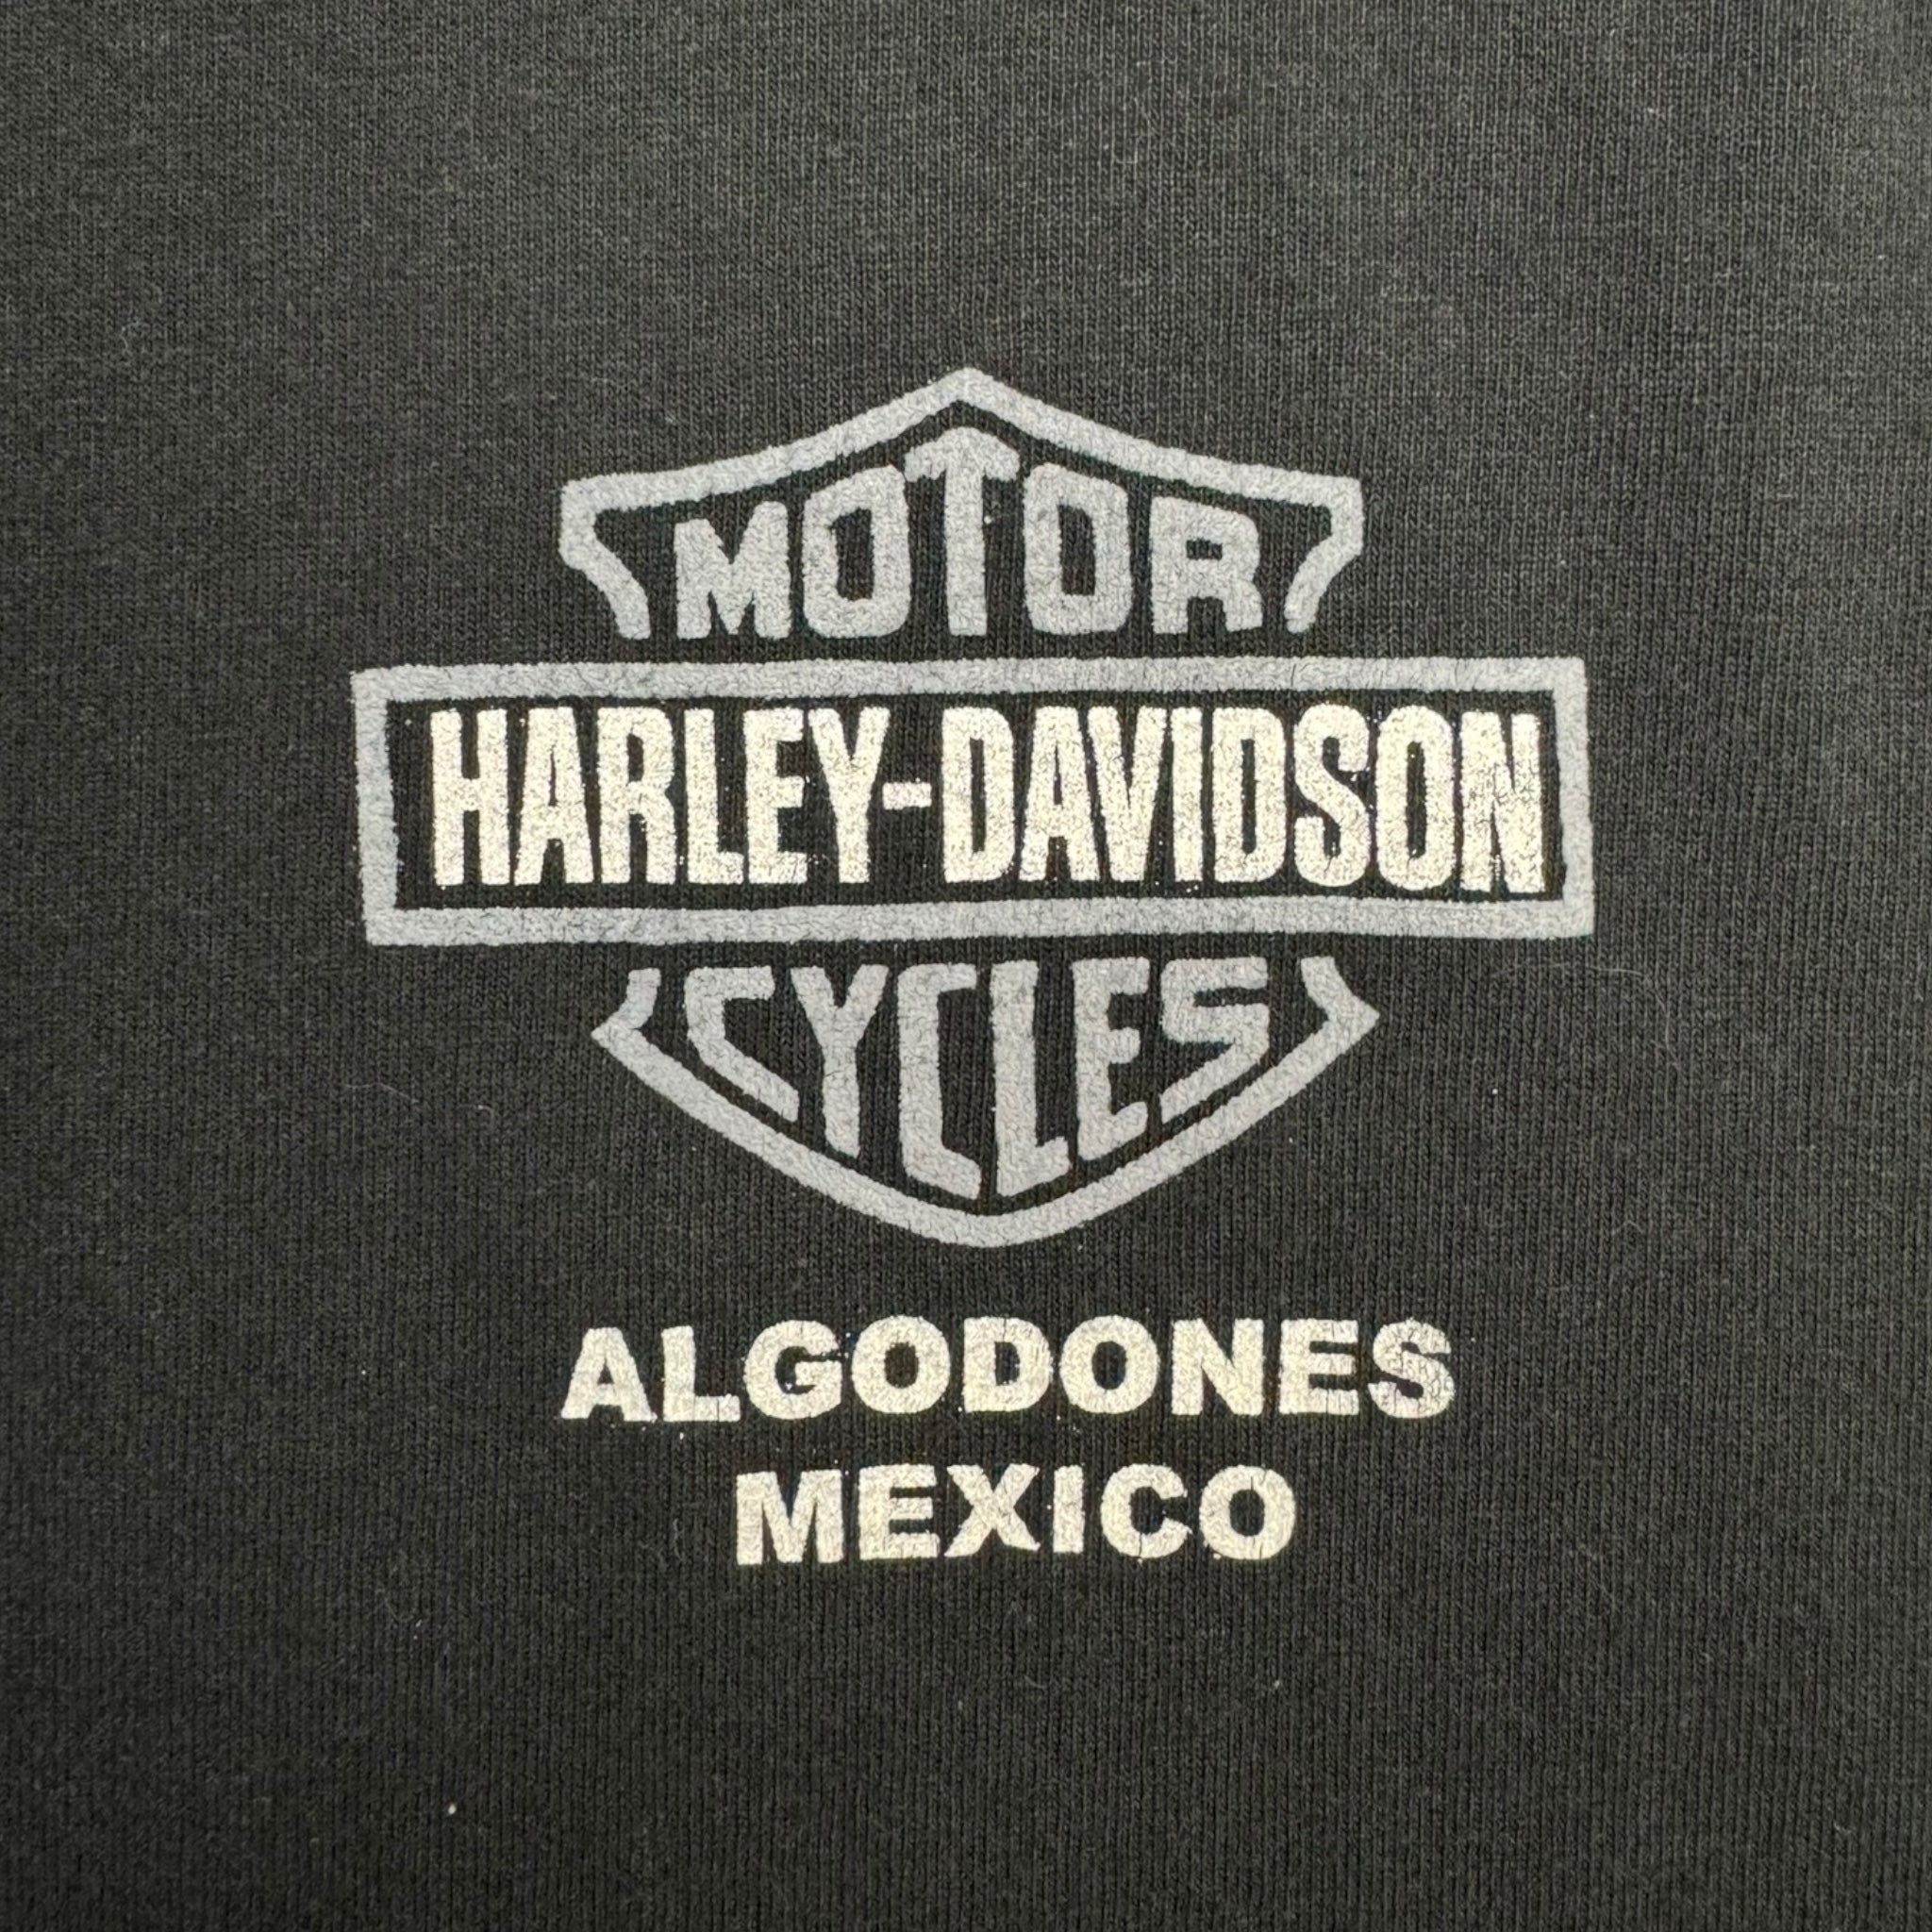 MOTOR
HARLEY-DAVIDSON
CYCLES
ALGODONES
MEXICO